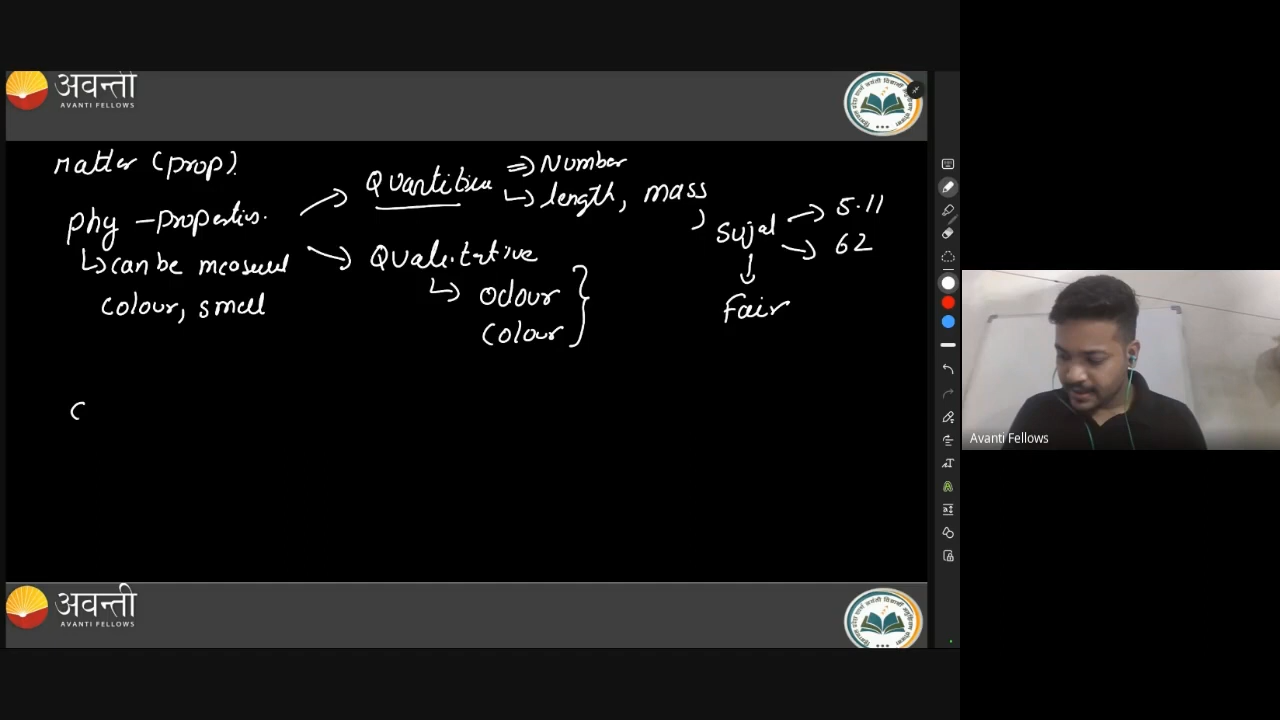 अवन्ती
AVANTI FELLOWS
Matter (prop).
phy - properties.
↳ can be measured
colour, smell
Quantitive ⇒ Number
↳ length, mass
Qualitative
↳ odour
colour
Sujal → 5.11
→ 62
Fair
C
Avanti Fellows
अवन्ती
AVANTI FELLOWS